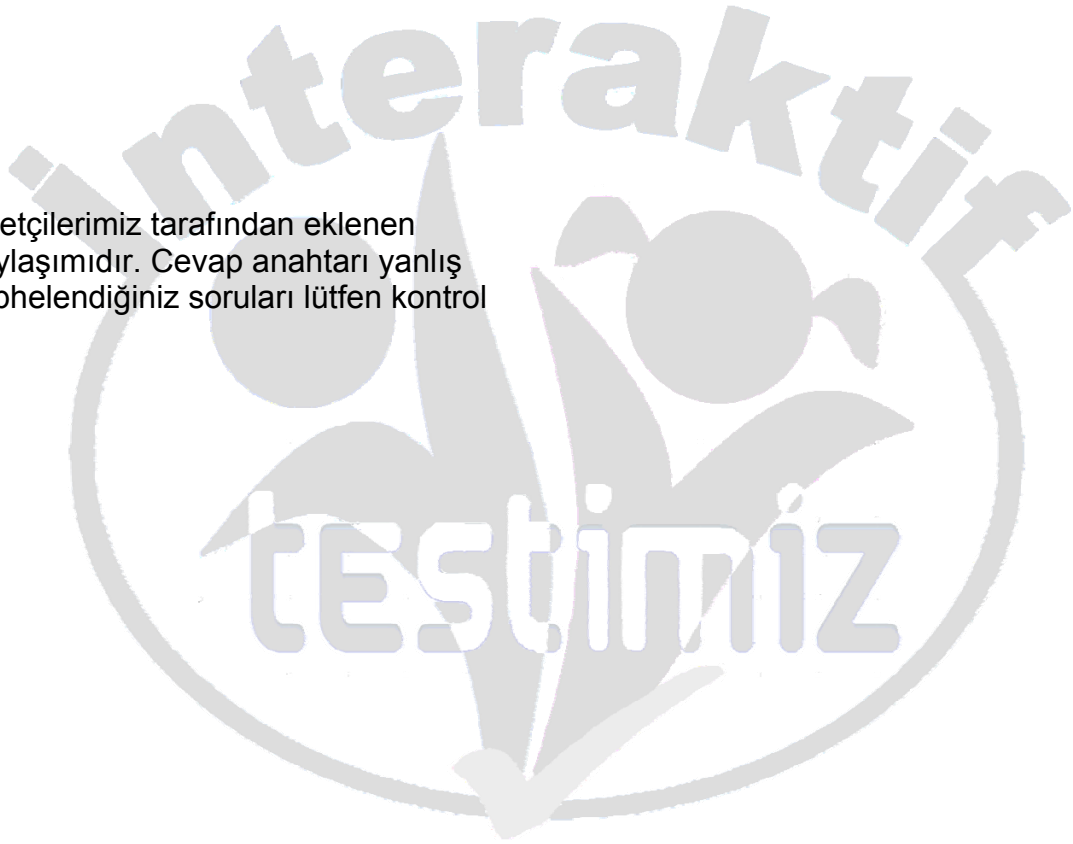 interaktif
etçilerimiz tarafından eklenen
ylaşımıdır. Cevap anahtarı yanlış
phelendiğiniz soruları lütfen kontrol
testimiz